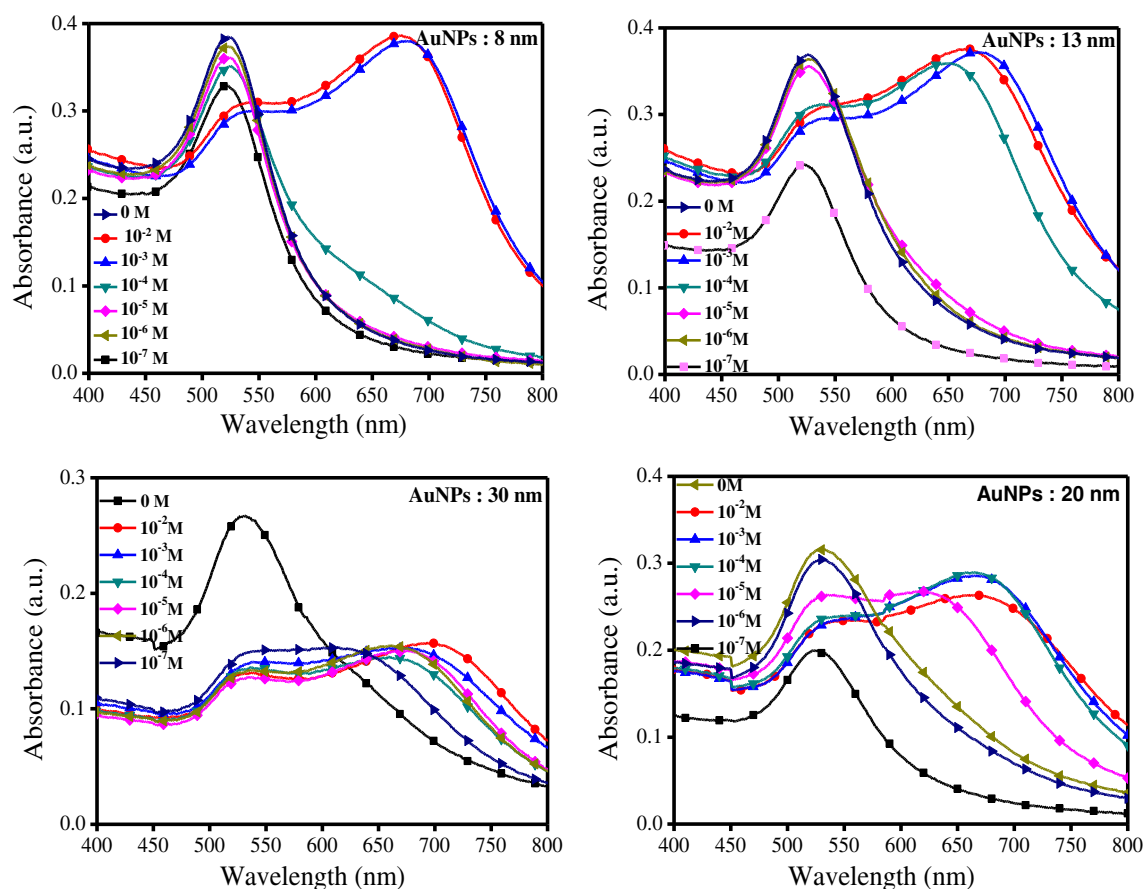 AuNPs : 8 nm
Absorbance (a.u.)
0.4
0.3
0.2
0.1
0.0
0 M
10-2 M
10-3 M
10-4 M
10-5 M
10-6 M
10-7 M
400 450 500 550 600 650 700 750 800
Wavelength (nm)
AuNPs : 13 nm
Absorbance (a.u.)
0.4
0.3
0.2
0.1
0.0
0 M
10-2M
10-3M
10-4M
10-5M
10-6M
10-7M
400 450 500 550 600 650 700 750 800
Wavelength (nm)
AuNPs : 30 nm
Absorbance (a.u.)
0.3
0.2
0.1
0.0
0 M
10-2M
10-3M
10-4M
10-5M
10-6M
10-7M
400 450 500 550 600 650 700 750 800
Wavelength (nm)
AuNPs : 20 nm
Absorbance (a.u.)
0.4
0.3
0.2
0.1
0.0
0M
10-2M
10-3M
10-4M
10-5M
10-6M
10-7M
400 450 500 550 600 650 700 750 800
Wavelength (nm)